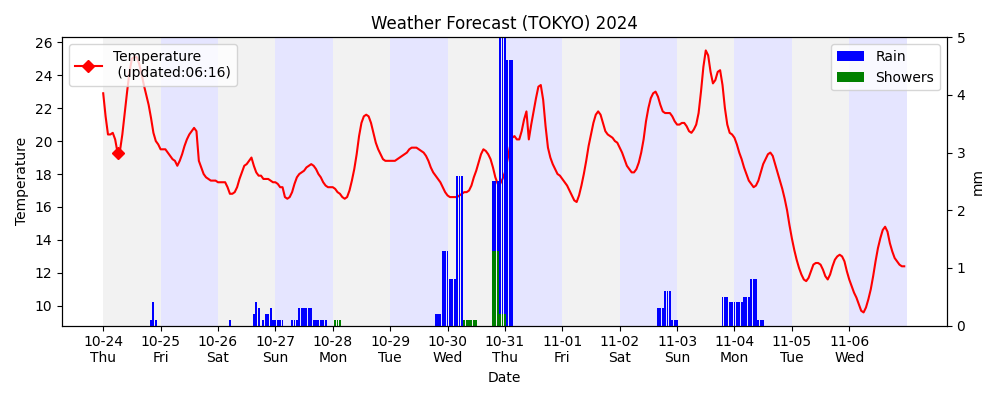 Weather Forecast (TOKYO) 2024
Temperature
(updated:06:16)
Rain
Showers
Temperature
26
24
22
20
18
16
14
12
10
5
4
3
2
1
0
mm
10-24 10-25 10-26 10-27 10-28 10-29 10-30 10-31 11-01 11-02 11-03 11-04 11-05 11-06
Thu Fri Sat Sun Mon Tue Wed Thu Fri Sat Sun Mon Tue Wed
Date